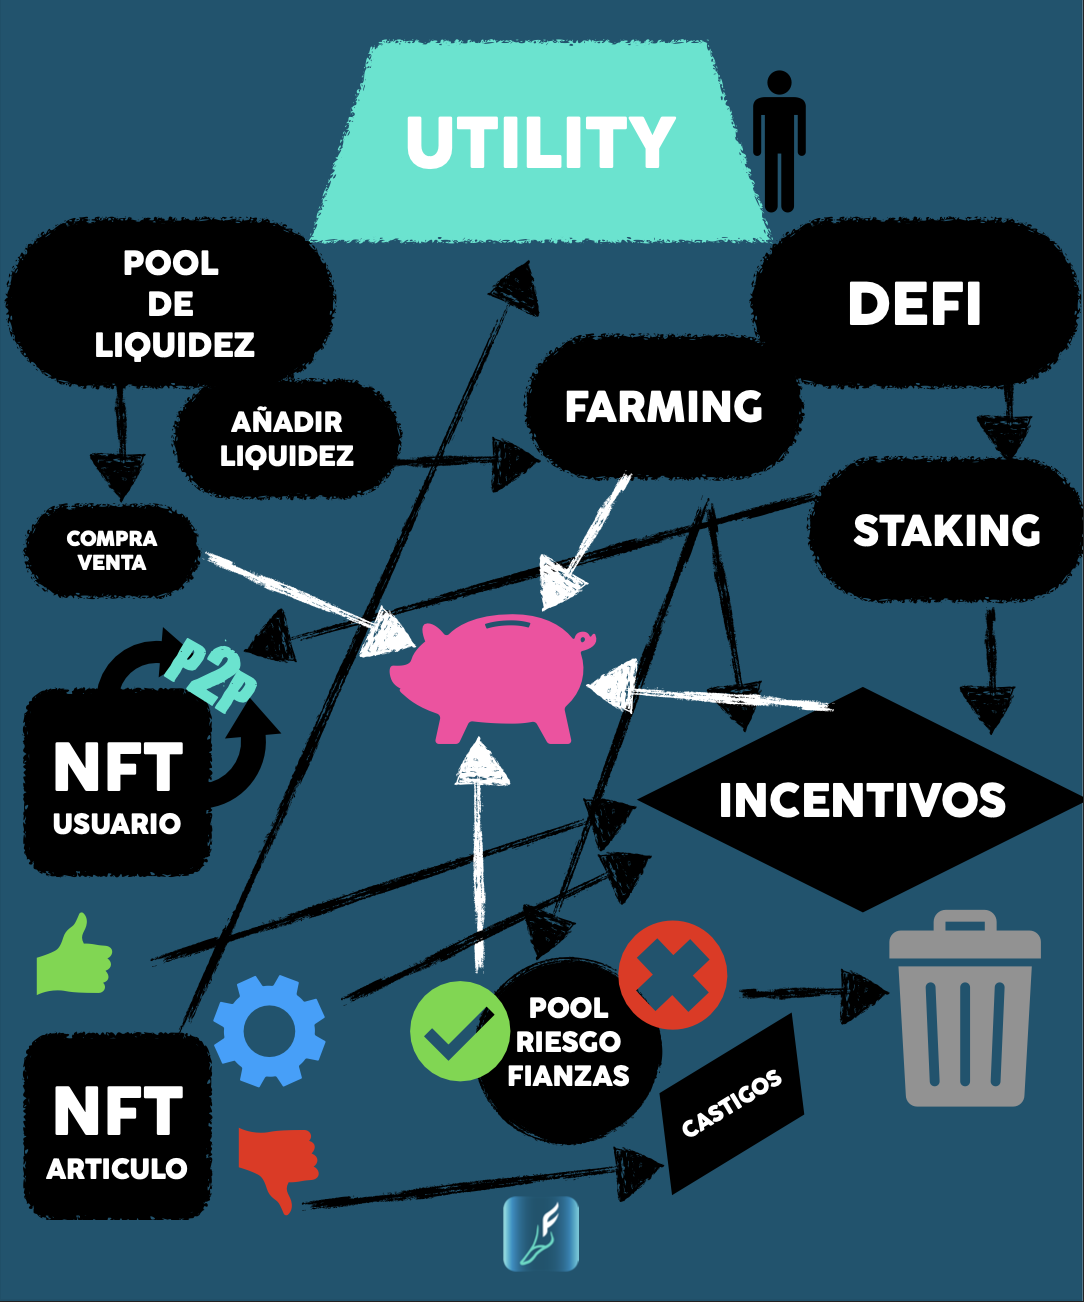 UTILITY
POOL
DE
LIQUIDEZ
DEFI
AÑADIR
LIQUIDEZ
FARMING
COMPRA
VENTA
STAKING
P2P
NFT
USUARIO
INCENTIVOS
POOL
RIESGO
FIANZAS
CASTIGOS
NFT
ARTICULO
F